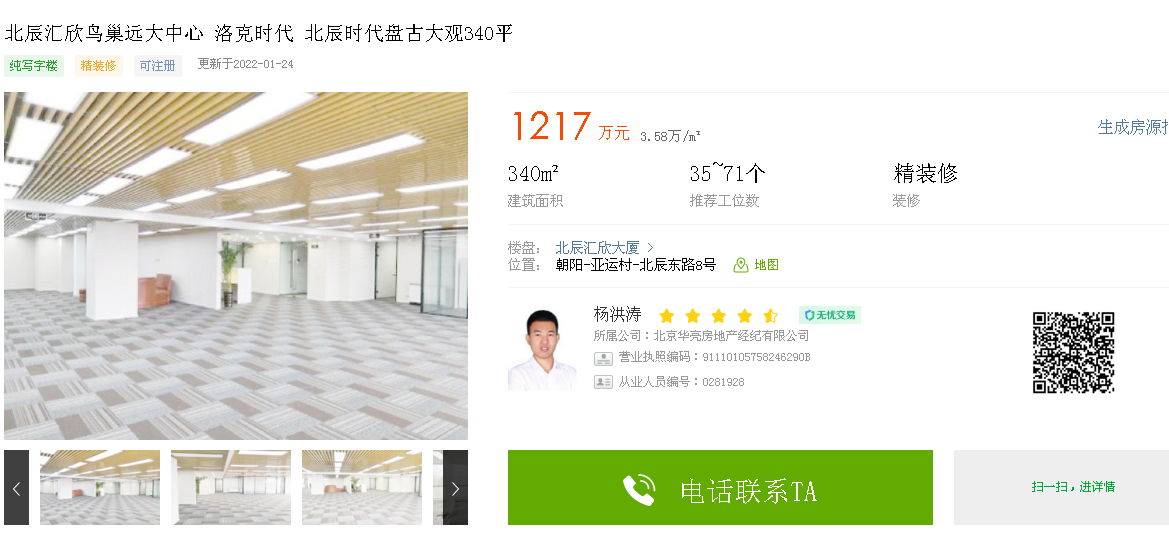 北辰汇欣鸟巢远大中心 洛克时代 北辰时代盘古大观340平
纯写字楼 精装修 可注册 更新于2022-01-24
1217 万元 3.58万/㎡
生成房源
340㎡ 35~71个 精装修
建筑面积 推荐工位数 装修
楼盘： 北辰汇欣大厦 >
位置： 朝阳-亚运村-北辰东路8号 地图
杨洪涛 无忧交易
所属公司：北京华亮房地产经纪有限公司
营业执照编码：91110105758246290B
从业人员编号：0281928
电话联系TA
扫一扫，进详情